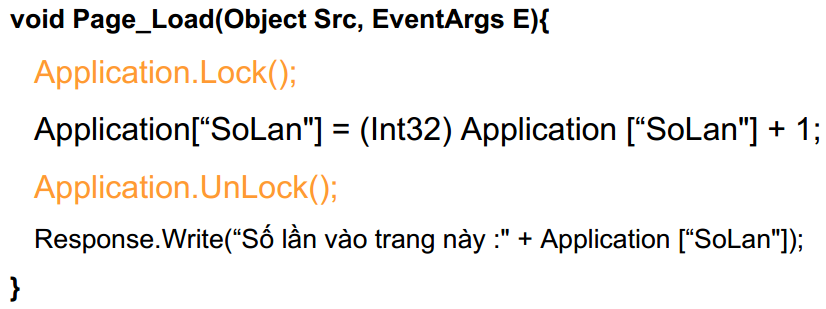 void Page_Load(Object Src, EventArgs E){
Application.Lock();
Application[“SoLan"] = (Int32) Application [“SoLan"] + 1;
Application.UnLock();
Response.Write(“Số lần vào trang này :" + Application [“SoLan"]);
}